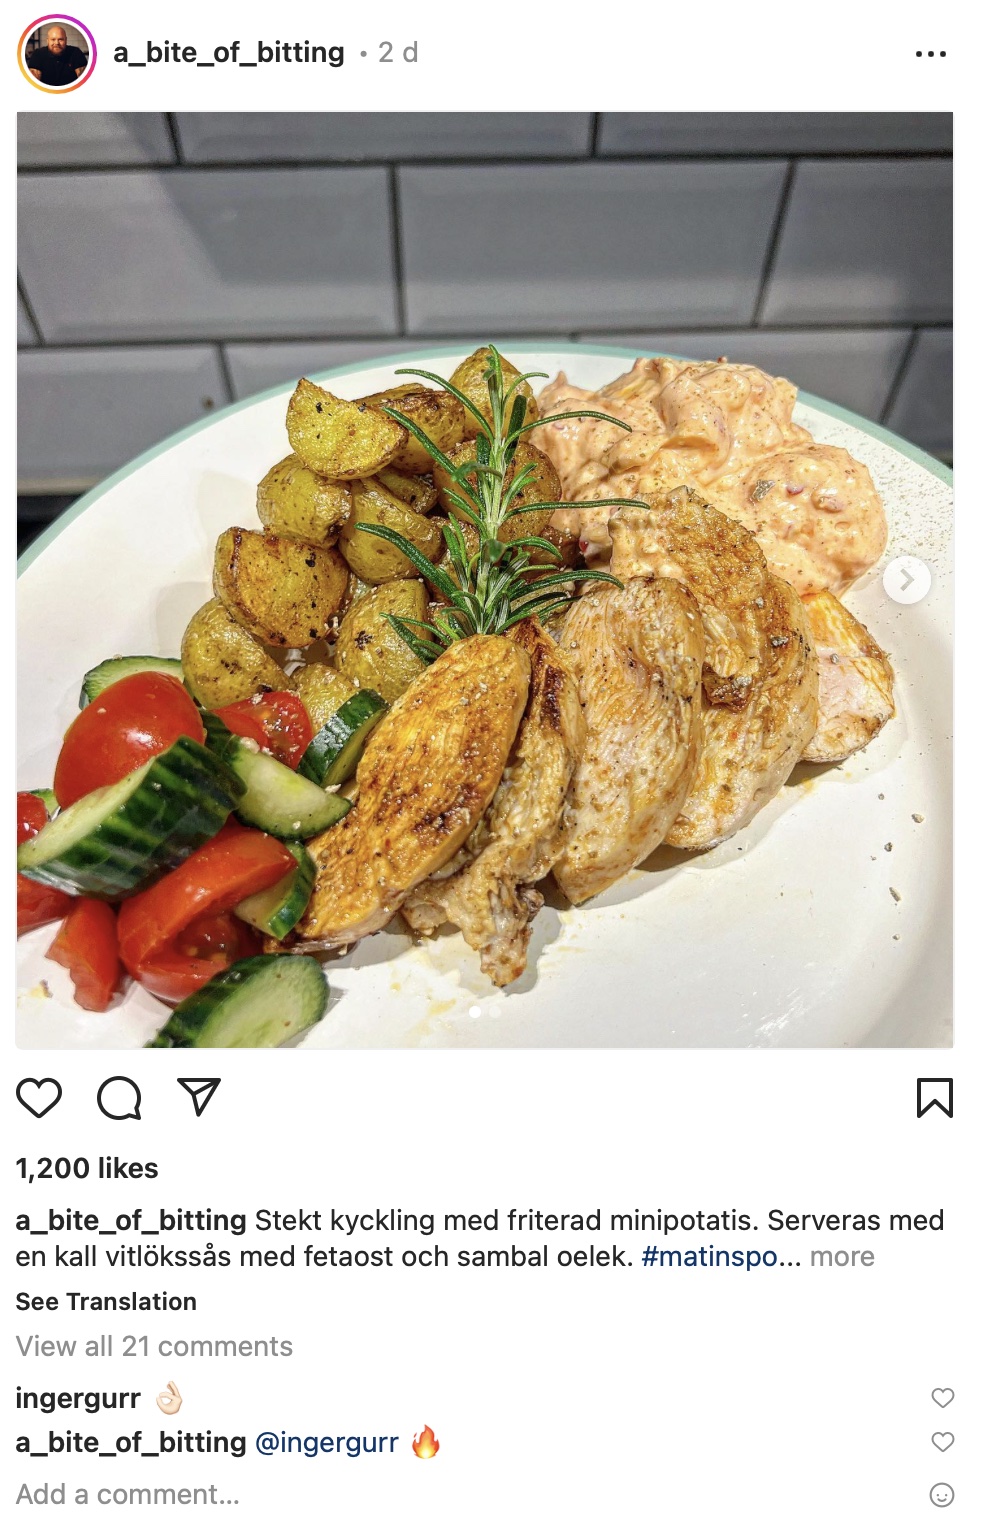 a_bite_of_bitting • 2 d
1,200 likes
a_bite_of_bitting Stekt kyckling med friterad minipotatis. Serveras med
en kall vitlökssås med fetaost och sambal oelek. #matinspo... more
See Translation
View all 21 comments
ingergurr 👌🏻
a_bite_of_bitting @ingergurr 🔥
Add a comment...